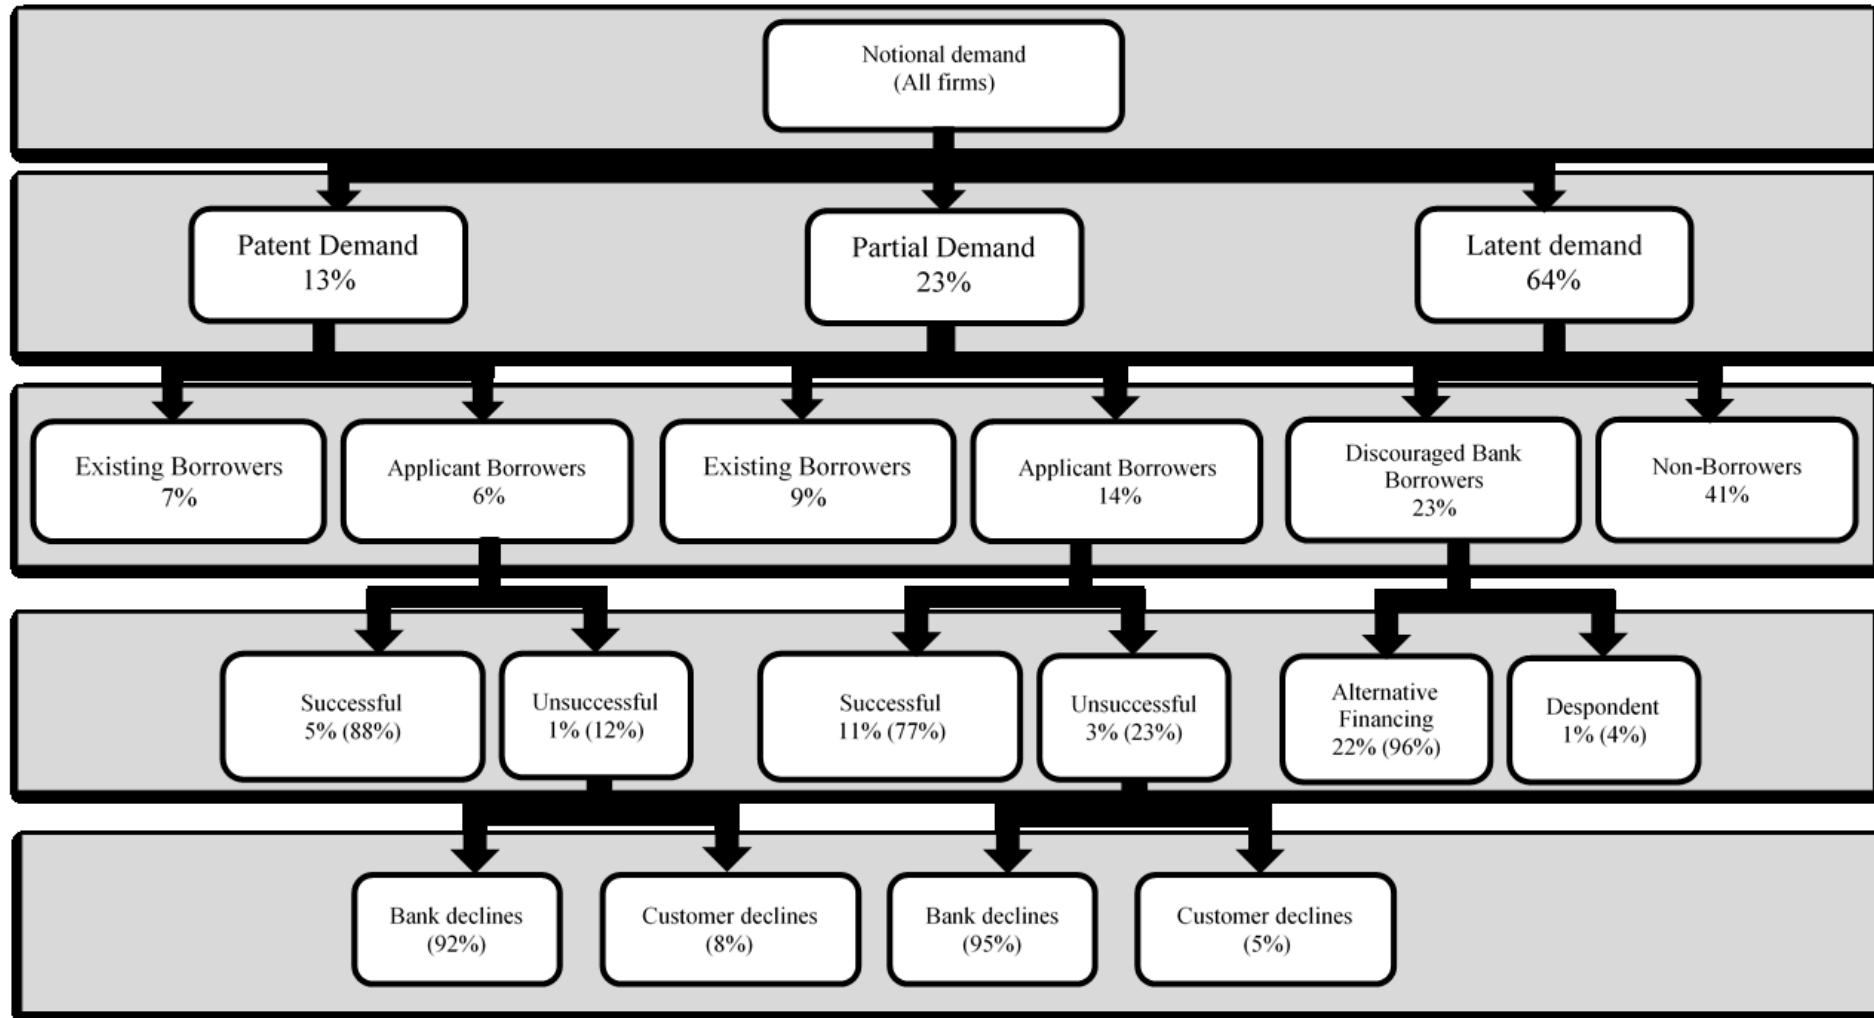 Notional demand
(All firms)
Patent Demand
13%
Partial Demand
23%
Latent demand
64%
Existing Borrowers
7%
Applicant Borrowers
6%
Existing Borrowers
9%
Applicant Borrowers
14%
Discouraged Bank
Borrowers
23%
Non-Borrowers
41%
Successful
5% (88%)
Unsuccessful
1% (12%)
Successful
11% (77%)
Unsuccessful
3% (23%)
Alternative
Financing
22% (96%)
Despondent
1% (4%)
Bank declines
(92%)
Customer declines
(8%)
Bank declines
(95%)
Customer declines
(5%)